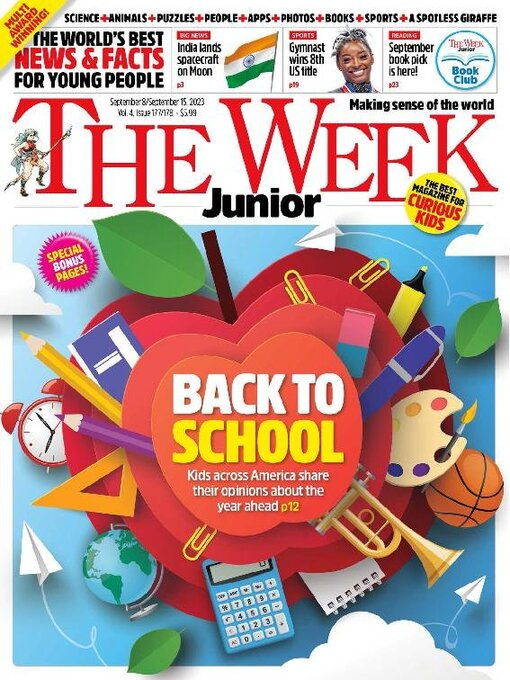 MULTI
AWARD
WINNING!
SCIENCE+ANIMALS+PUZZLES+PEOPLE+APPS+PHOTOS+BOOKS+SPORTS+A SPOTLESS GIRAFFE
THE WORLD'S BEST
NEWS & FACTS
FOR YOUNG PEOPLE
BIG NEWS
India lands
spacecraft
on Moon
p3
SPORTS
Gymnast
wins 8th
US title
p19
READING
September
book pick
is here!
p23
THE WEEK
Junior
Book
Club
September 8/September 15, 2023
Vol. 4, Issue 177/178 • $5.99
Making sense of the world
THE WEEK
Junior
THE BEST
MAGAZINE FOR
CURIOUS
KIDS
SPECIAL
BONUS
PAGES!
BACK TO
SCHOOL
Kids across America share
their opinions about the
year ahead p12